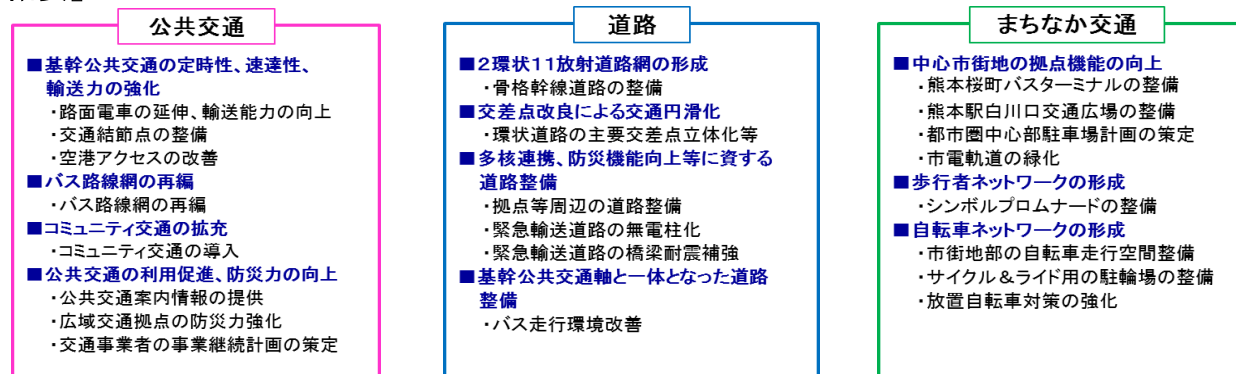 公共交通
■基幹公共交通の定時性、速達性、
輸送力の強化
・路面電車の延伸、輸送能力の向上
・交通結節点の整備
・空港アクセスの改善
■バス路線網の再編
・バス路線網の再編
■コミュニティ交通の拡充
・コミュニティ交通の導入
■公共交通の利用促進、防災力の向上
・公共交通案内情報の提供
・広域交通拠点の防災力強化
・交通事業者の事業継続計画の策定
道路
■2環状11放射道路網の形成
・骨格幹線道路の整備
■交差点改良による交通円滑化
・環状道路の主要交差点立体化等
■多核連携、防災機能向上等に資する
道路整備
・拠点等周辺の道路整備
・緊急輸送道路の無電柱化
・緊急輸送道路の橋梁耐震補強
■基幹公共交通軸と一体となった道路
整備
・バス走行環境改善
まちなか交通
■中心市街地の拠点機能の向上
・熊本桜町バスターミナルの整備
・熊本駅白川口交通広場の整備
・都市圏中心部駐車場計画の策定
・市電軌道の緑化
■歩行者ネットワークの形成
・シンボルプロムナードの整備
■自転車ネットワークの形成
・市街地部の自転車走行空間整備
・サイクル&ライド用の駐輪場の整備
・放置自転車対策の強化